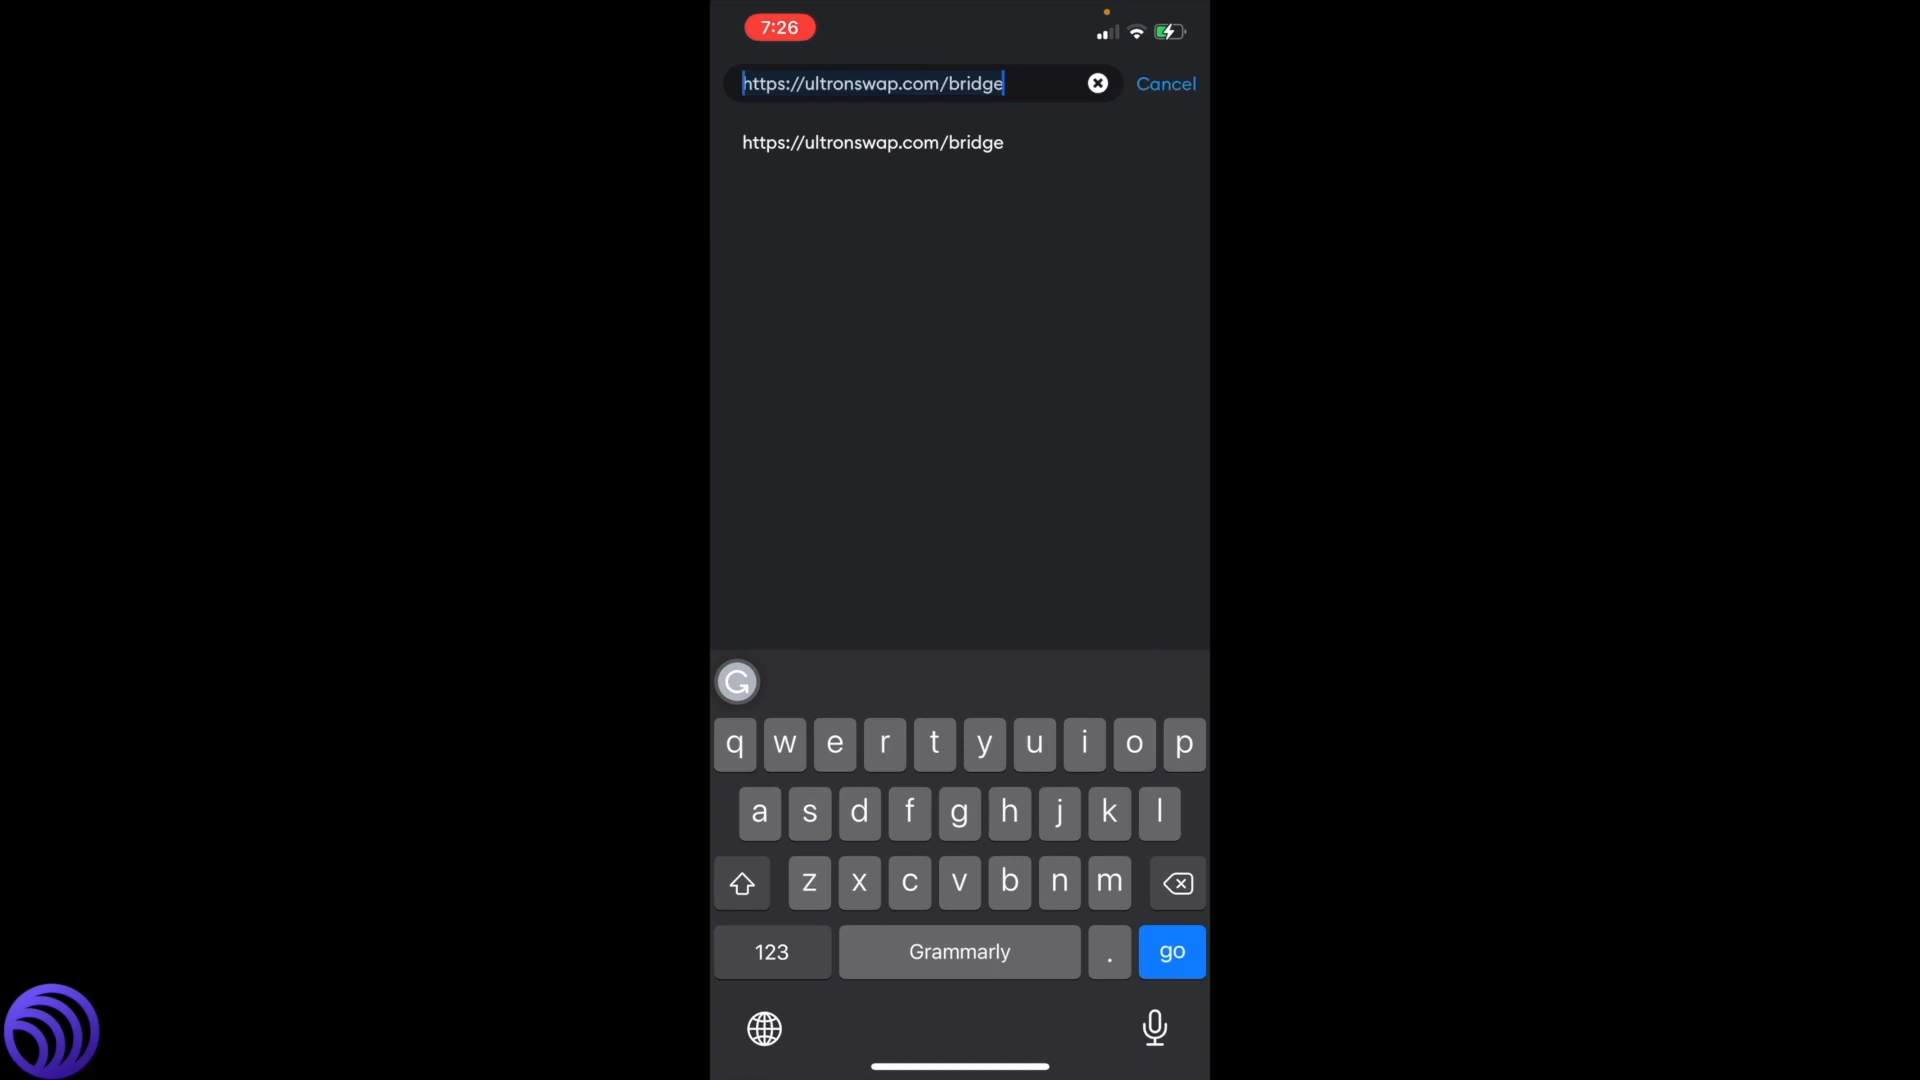 7:26
https://ultronswap.com/bridge
Cancel
https://ultronswap.com/bridge
q w e r t y u i o p
a s d f g h j k l
z x c v b n m
123 Grammarly . go